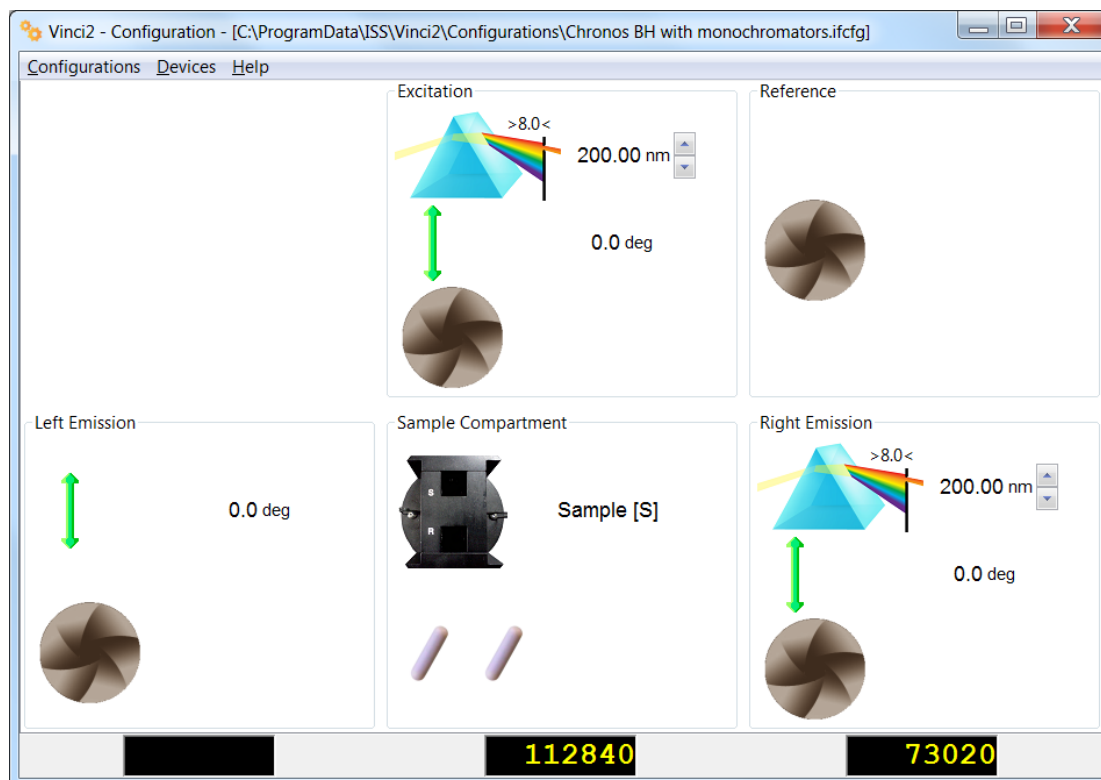 Vinci2 - Configuration - [C:\ProgramData\ISS\Vinci2\Configurations\Chronos BH with monochromators.ifcfg]
Configurations Devices Help
Excitation
>8.0<
200.00 nm
0.0 deg
Reference
Left Emission
0.0 deg
Sample Compartment
S
R
Sample [S]
Right Emission
>8.0<
200.00 nm
0.0 deg
112840
73020